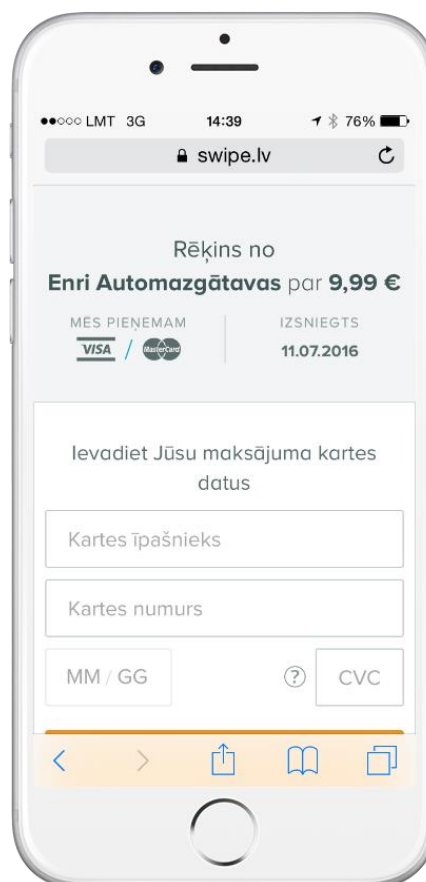 LMT 3G 14:39 76%
swipe.lv
Rēķins no
Enri Automazgātavas par 9,99 €
MĒS PIEŅEMAM IZSNIEGTS
VISA / MasterCard 11.07.2016
Ievadiet Jūsu maksājuma kartes
datus
Kartes īpašnieks
Kartes numurs
MM / GG ? CVC